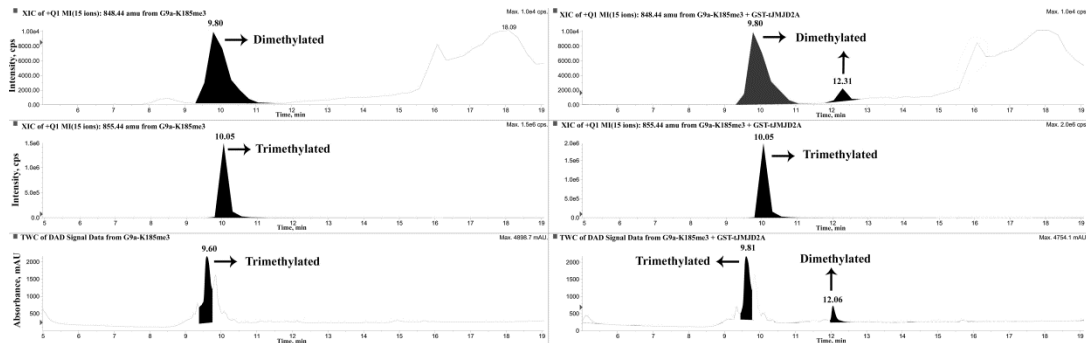 XIC of +Q1 MI(15 ions): 848.44 amu from G9a-K185me3
Max. 1.0e4 cps.
9.80
18.09
Dimethylated
Intensity, cps
1.00e4
8000.00
6000.00
4000.00
2000.00
0.00
6 7 8 9 10 11 12 13 14 15 16 17 18 19
Time, min
XIC of +Q1 MI(15 ions): 848.44 amu from G9a-K185me3 + GST-tJMJD2A
Max. 1.0e4 cps.
9.80
Dimethylated
12.31
1.00e4
8000.00
6000.00
4000.00
2000.00
0.00
6 7 8 9 10 11 12 13 14 15 16 17 18 19
Time, min
XIC of +Q1 MI(15 ions): 855.44 amu from G9a-K185me3
Max. 1.5e6 cps.
10.05
Trimethylated
Intensity, cps
1.5e6
1.0e6
5.0e5
0.0
5 6 7 8 9 10 11 12 13 14 15 16 17 18 19
Time, min
XIC of +Q1 MI(15 ions): 855.44 amu from G9a-K185me3 + GST-tJMJD2A
Max. 2.0e6 cps.
10.05
Trimethylated
2.0e6
1.5e6
1.0e6
5.0e5
0.0
5 6 7 8 9 10 11 12 13 14 15 16 17 18 19
Time, min
TWC of DAD Signal Data from G9a-K185me3
Max. 4898.7 mAU
9.60
Trimethylated
Absorbance, mAU
2000
1500
1000
500
0
5 6 7 8 9 10 11 12 13 14 15 16 17 18 19
Time, min
TWC of DAD Signal Data from G9a-K185me3 + GST-tJMJD2A
Max. 4754.1 mAU
9.81
Trimethylated
Dimethylated
12.06
2000
1500
1000
500
0
5 6 7 8 9 10 11 12 13 14 15 16 17 18 19
Time, min